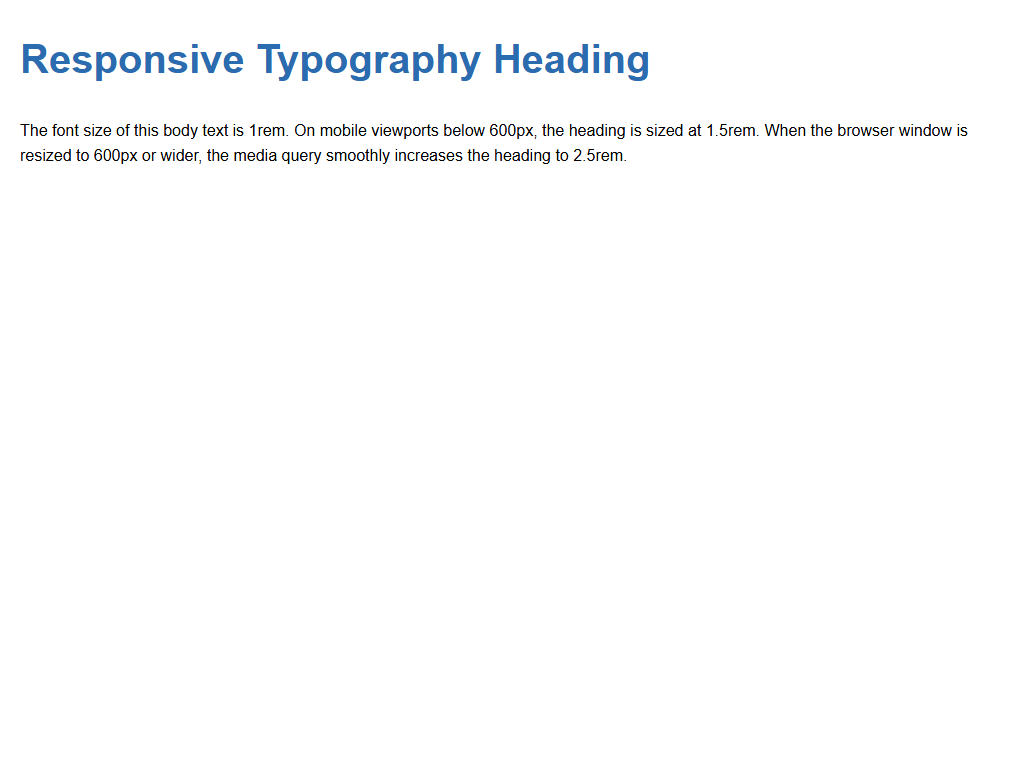 Responsive Typography Heading
The font size of this body text is 1rem. On mobile viewports below 600px, the heading is sized at 1.5rem. When the browser window is
resized to 600px or wider, the media query smoothly increases the heading to 2.5rem.